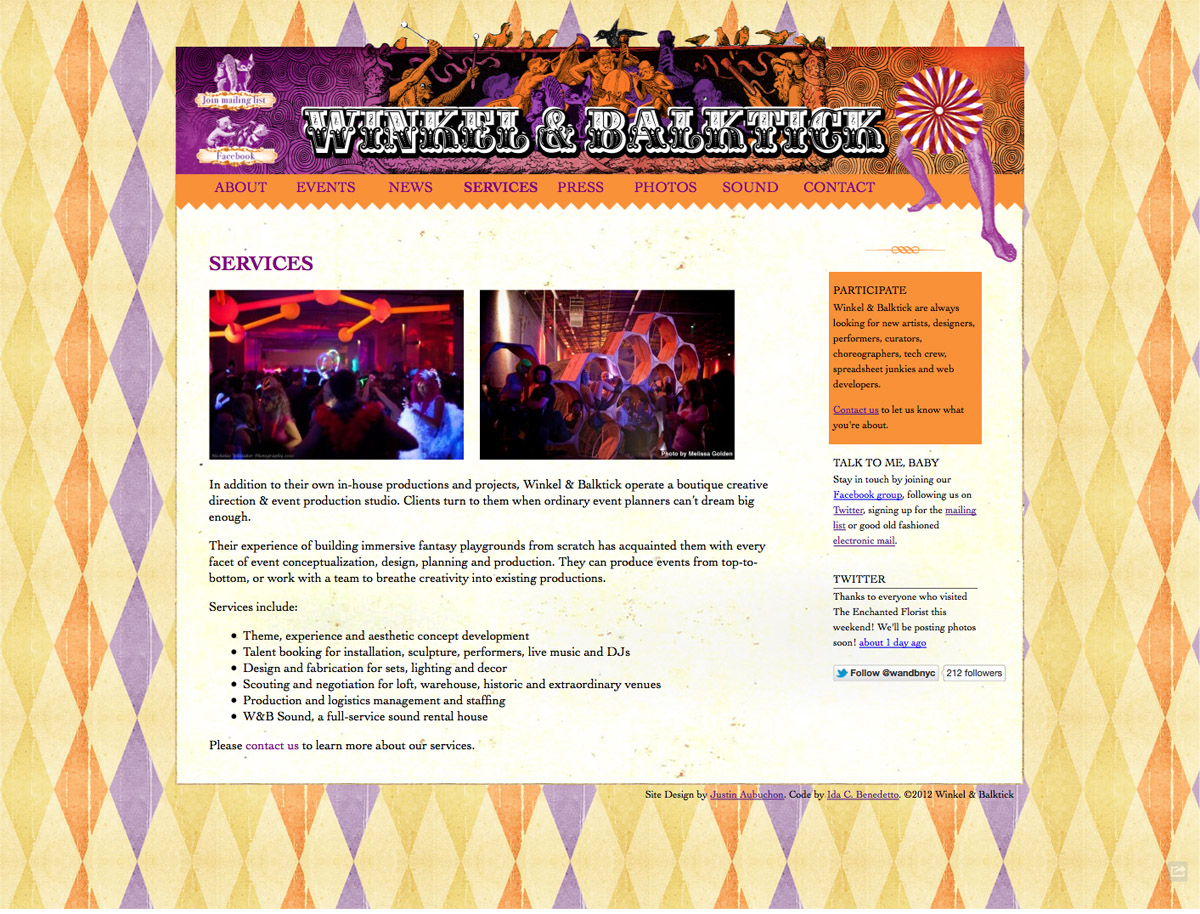 Join mailing list
Facebook
WINKEL & BALKTICK
ABOUT EVENTS NEWS SERVICES PRESS PHOTOS SOUND CONTACT
SERVICES
Photo by Melissa Golden
In addition to their own in-house productions and projects, Winkel & Balktick operate a boutique creative
direction & event production studio. Clients turn to them when ordinary event planners can't dream big
enough.
Their experience of building immersive fantasy playgrounds from scratch has acquainted them with every
facet of event conceptualization, design, planning and production. They can produce events from top-to-
bottom, or work with a team to breathe creativity into existing productions.
Services include:
• Theme, experience and aesthetic concept development
• Talent booking for installation, sculpture, performers, live music and DJs
• Design and fabrication for sets, lighting and decor
• Scouting and negotiation for loft, warehouse, historic and extraordinary venues
• Production and logistics management and staffing
• W&B Sound, a full-service sound rental house
Please contact us to learn more about our services.
PARTICIPATE
Winkel & Balktick are always
looking for new artists, designers,
performers, curators,
choreographers, tech crew,
spreadsheet junkies and web
developers.
Contact us to let us know what
you're about.
TALK TO ME, BABY
Stay in touch by joining our
Facebook group, following us on
Twitter, signing up for the mailing
list or good old fashioned
electronic mail.
TWITTER
Thanks to everyone who visited
The Enchanted Florist this
weekend! We'll be posting photos
soon! about 1 day ago
Follow @wandbnyc 212 followers
Site Design by Justin Aubuchon. Code by Ida C. Benedetto. ©2012 Winkel & Balktick